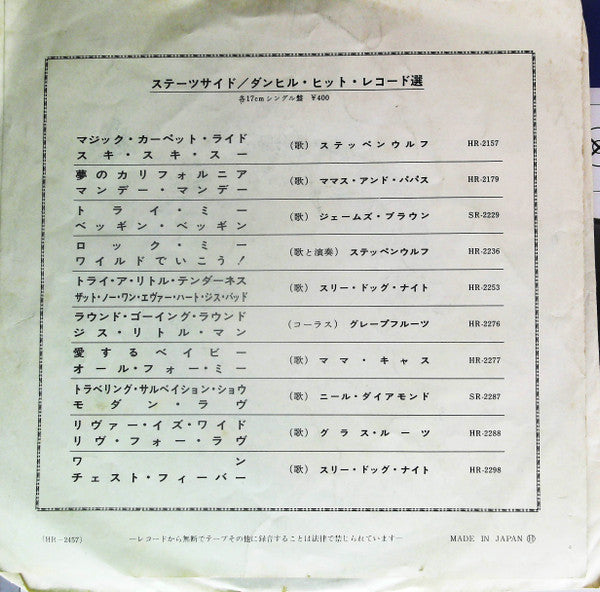 ステーツサイド／ダンヒル・ヒット・レコード選
各17cmシングル盤 ¥400
マジック・カーペット・ライド
スキ・スキ・スー
(歌) ステッペンウルフ HR-2157
夢のカリフォルニア
マンデー・マンデー
(歌) ママス・アンド・パパス HR-2179
トライ・ミー
ベッギン・ベッギン
(歌) ジェームズ・ブラウン SR-2229
ロック・ミー
ワイルドでいこう!
(歌と演奏) ステッペンウルフ HR-2236
トライ・ア・リトル・テンダーネス
ザット・ノー・ワン・エヴァー・ハート・ジス・バッド
(歌) スリー・ドッグ・ナイト HR-2253
ラウンド・ゴーイング・ラウンド
ジス・リトル・マン
(コーラス) グレープフルーツ HR-2276
愛するベイビー
オール・フォー・ミー
(歌) ママ・キャス HR-2277
トラベリング・サルベイション・ショウ
モダン・ラヴ
(歌) ニール・ダイアモンド SR-2287
リヴァー・イズ・ワイド
リヴ・フォー・ラヴ
(歌) グラス・ルーツ HR-2288
ワン
チェスト・フィーバー
(歌) スリー・ドッグ・ナイト HR-2298
(HR-2457) —レコードから無断でテープその他に録音することは法律で禁じられています— MADE IN JAPAN